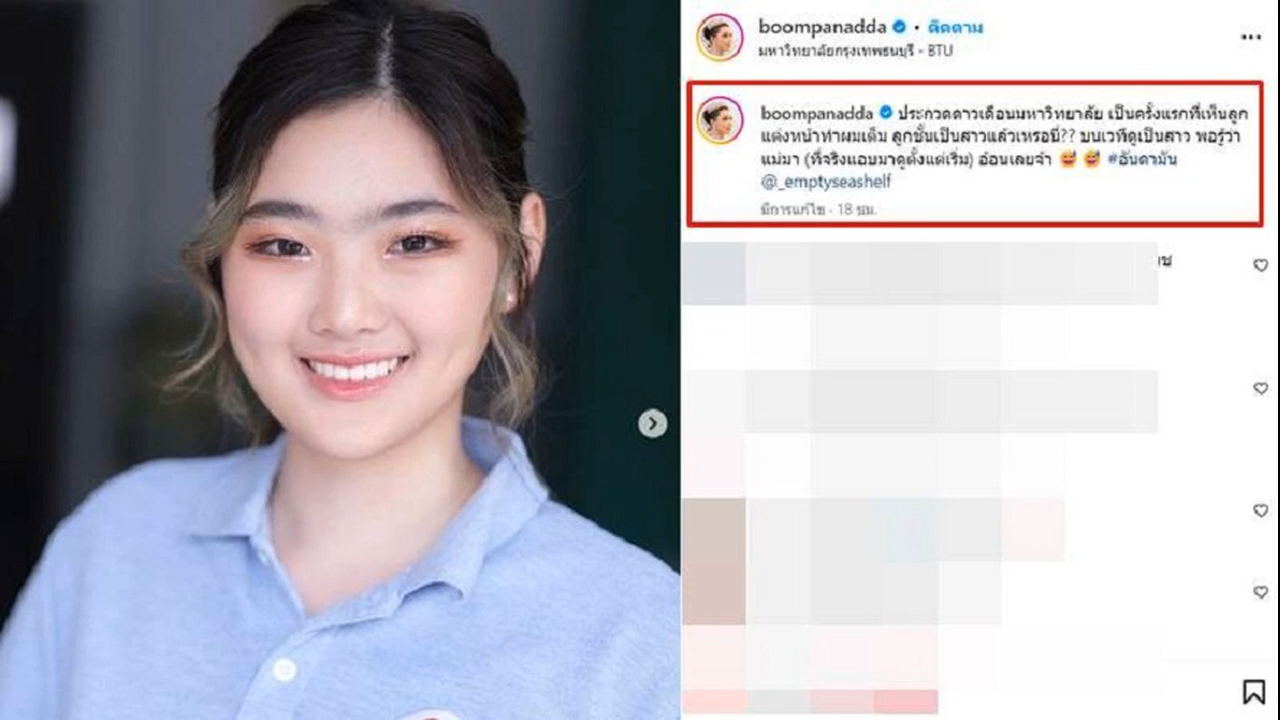 boompanadda • ติดตาม
มหาวิทยาลัยกรุงเทพธนบุรี - BTU
boompanadda ประกวดดาวเดือนมหาวิทยาลัย เป็นครั้งแรกที่เห็นลูก
แต่งหน้าทำผมเต็ม ลูกชั้นเป็นสาวแล้วเหรอนี่?? บนเวทีดูเป็นสาว พอรู้ว่า
แม่มา (ที่จริงแอบมาดูตั้งแต่เริ่ม) อ้อนเลยจ้า 😅 😅 #อันดามัน
@_emptyseashelf
มีการแก้ไข · 18 ชม.